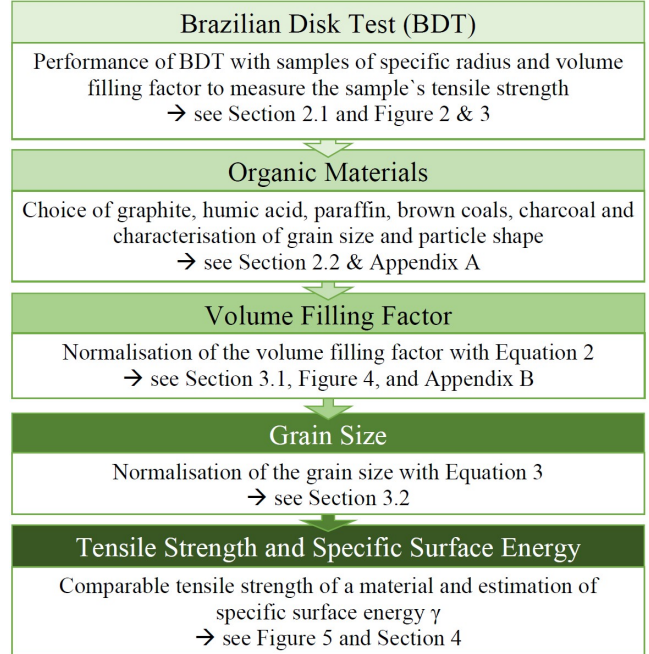 Brazilian Disk Test (BDT)
Performance of BDT with samples of specific radius and volume
filling factor to measure the sample`s tensile strength
→ see Section 2.1 and Figure 2 & 3
Organic Materials
Choice of graphite, humic acid, paraffin, brown coals, charcoal and
characterisation of grain size and particle shape
→ see Section 2.2 & Appendix A
Volume Filling Factor
Normalisation of the volume filling factor with Equation 2
→ see Section 3.1, Figure 4, and Appendix B
Grain Size
Normalisation of the grain size with Equation 3
→ see Section 3.2
Tensile Strength and Specific Surface Energy
Comparable tensile strength of a material and estimation of
specific surface energy γ
→ see Figure 5 and Section 4